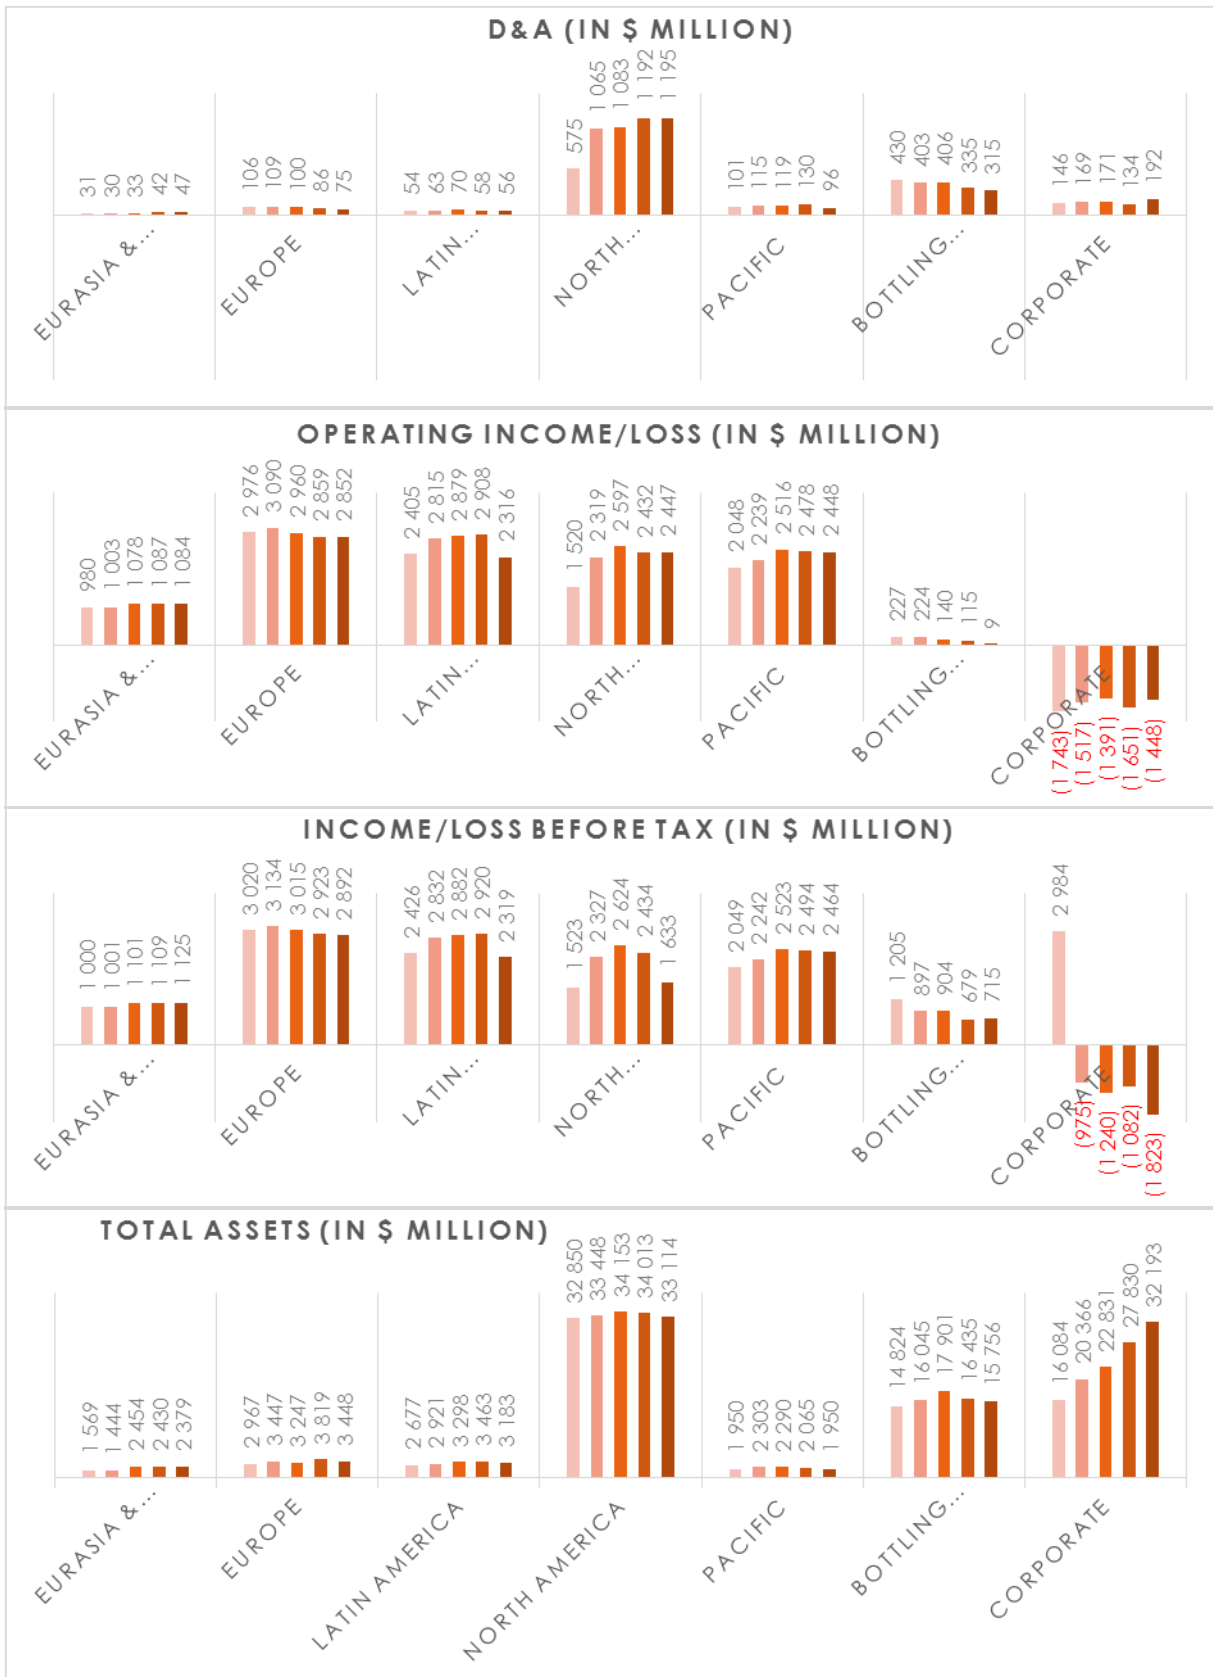 D&A (IN $ MILLION)
31 30 33 42 47
106 109 100 86 75
54 63 70 58 56
575 1 065 1 083 1 192 1 195
101 115 119 130 96
430 403 406 335 315
146 169 171 134 192
EURASIA &...
EUROPE
LATIN...
NORTH...
PACIFIC
BOTTLING...
CORPORATE
OPERATING INCOME/LOSS (IN $ MILLION)
980 1 003 1 078 1 087 1 084
2 976 3 090 2 960 2 859 2 852
2 405 2 815 2 879 2 908 2 316
1 520 2 319 2 597 2 432 2 447
2 048 2 239 2 516 2 478 2 448
227 224 140 115 9
(1 743) (1 517) (1 391) (1 651) (1 448)
EURASIA &...
EUROPE
LATIN...
NORTH...
PACIFIC
BOTTLING...
CORPORATE
INCOME/LOSS BEFORE TAX (IN $ MILLION)
1 000 1 001 1 101 1 109 1 125
3 020 3 134 3 015 2 923 2 892
2 426 2 832 2 882 2 920 2 319
1 523 2 327 2 624 2 434 1 633
2 049 2 242 2 523 2 494 2 464
1 205 897 904 679 715
2 984 (975) (1 240) (1 082) (1 823)
EURASIA &...
EUROPE
LATIN...
NORTH...
PACIFIC
BOTTLING...
CORPORATE
TOTAL ASSETS (IN $ MILLION)
1 569 1 444 2 454 2 430 2 379
2 967 3 447 3 247 3 819 3 448
2 677 2 921 3 298 3 463 3 183
32 850 33 448 34 153 34 013 33 114
1 950 2 303 2 290 2 065 1 950
14 824 16 045 17 901 16 435 15 756
16 084 20 366 22 831 27 830 32 193
EURASIA &...
EUROPE
LATIN AMERICA
NORTH AMERICA
PACIFIC
BOTTLING...
CORPORATE